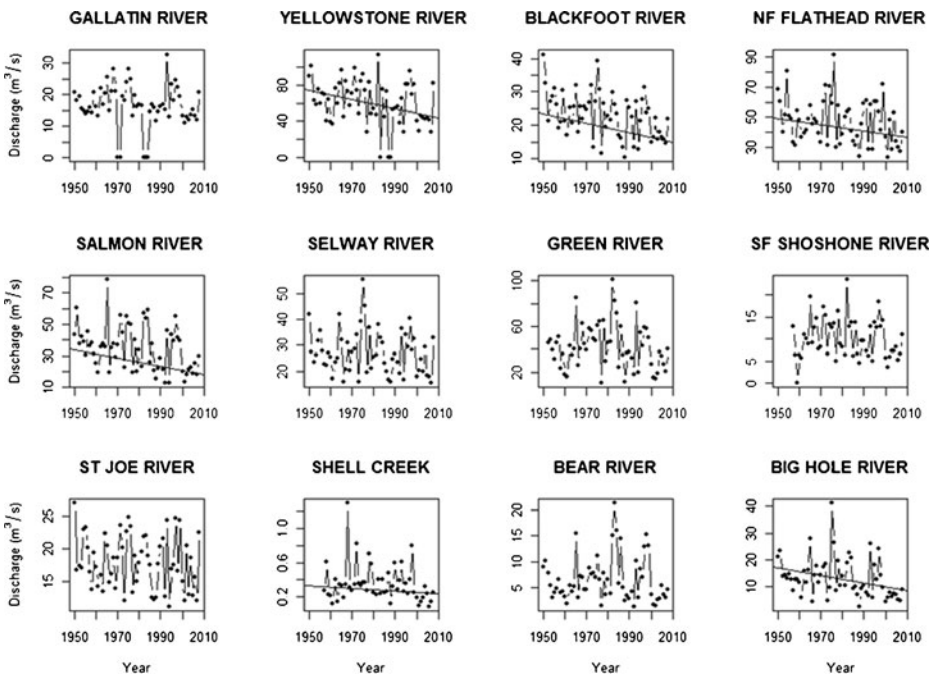 GALLATIN RIVER
Discharge (m³/s)
0 10 20 30
1950 1970 1990 2010
YELLOWSTONE RIVER
0 40 80
1950 1970 1990 2010
BLACKFOOT RIVER
10 20 30 40
1950 1970 1990 2010
NF FLATHEAD RIVER
30 50 70 90
1950 1970 1990 2010
SALMON RIVER
Discharge (m³/s)
10 30 50 70
1950 1970 1990 2010
SELWAY RIVER
20 30 40 50
1950 1970 1990 2010
GREEN RIVER
20 60 100
1950 1970 1990 2010
SF SHOSHONE RIVER
0 5 15
1950 1970 1990 2010
ST JOE RIVER
Discharge (m³/s)
15 20 25
1950 1970 1990 2010
Year
SHELL CREEK
0.2 0.6 1.0
1950 1970 1990 2010
Year
BEAR RIVER
5 10 15 20
1950 1970 1990 2010
Year
BIG HOLE RIVER
10 20 30 40
1950 1970 1990 2010
Year